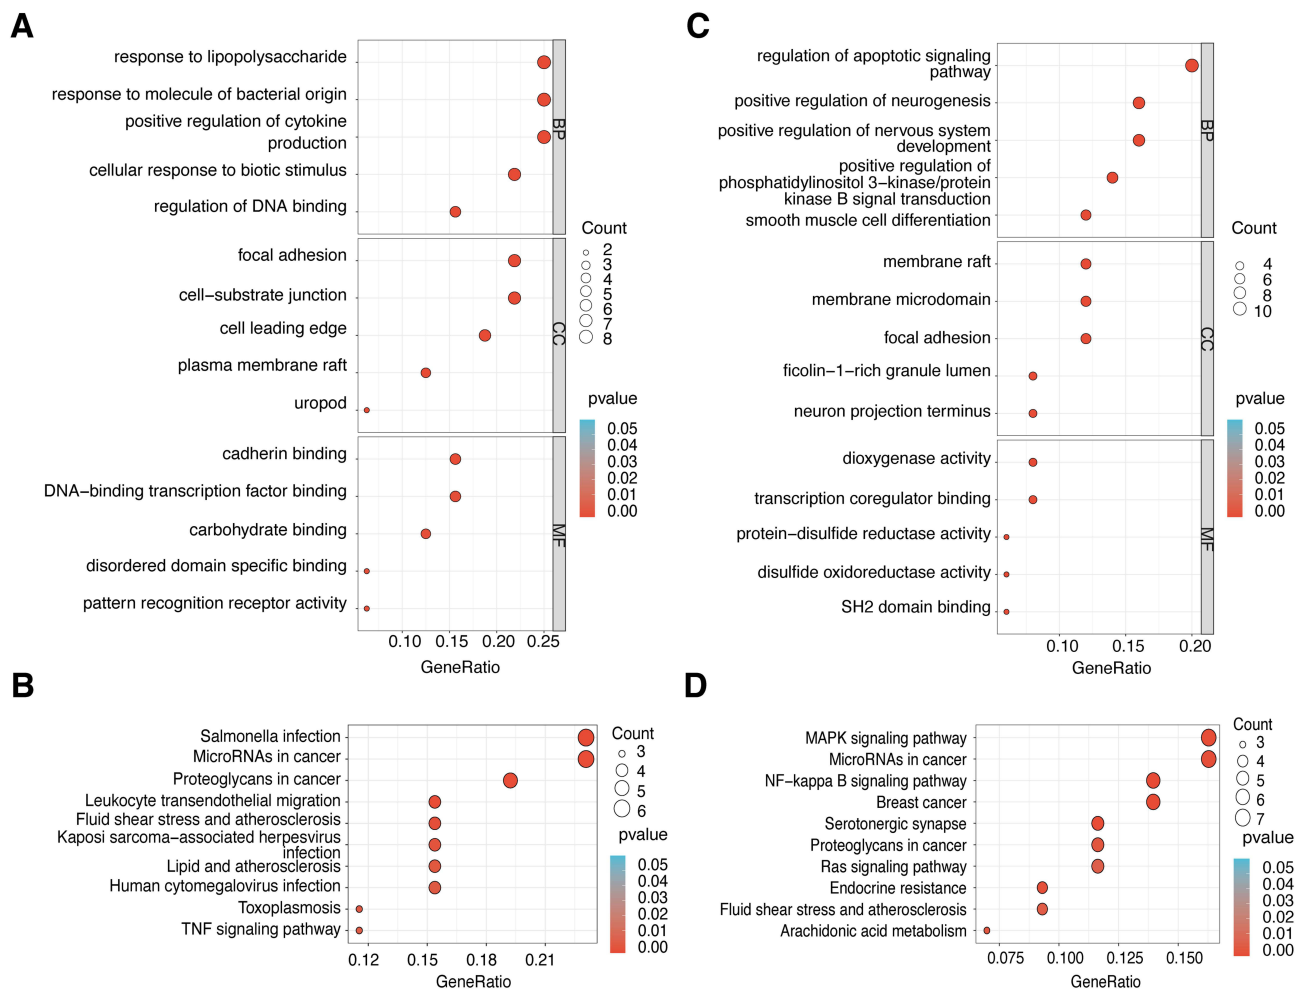 A
response to lipopolysaccharide
response to molecule of bacterial origin
positive regulation of cytokine
production
cellular response to biotic stimulus
regulation of DNA binding
BP
focal adhesion
cell−substrate junction
cell leading edge
plasma membrane raft
uropod
CC
cadherin binding
DNA−binding transcription factor binding
carbohydrate binding
disordered domain specific binding
pattern recognition receptor activity
MF
0.10 0.15 0.20 0.25
GeneRatio
Count
2
3
4
5
6
7
8
pvalue
0.05
0.04
0.03
0.02
0.01
0.00
C
regulation of apoptotic signaling
pathway
positive regulation of neurogenesis
positive regulation of nervous system
development
positive regulation of
phosphatidylinositol 3−kinase/protein
kinase B signal transduction
smooth muscle cell differentiation
BP
membrane raft
membrane microdomain
focal adhesion
ficolin−1−rich granule lumen
neuron projection terminus
CC
dioxygenase activity
transcription coregulator binding
protein−disulfide reductase activity
disulfide oxidoreductase activity
SH2 domain binding
MF
0.10 0.15 0.20
GeneRatio
Count
4
6
8
10
pvalue
0.05
0.04
0.03
0.02
0.01
0.00
B
Salmonella infection
MicroRNAs in cancer
Proteoglycans in cancer
Leukocyte transendothelial migration
Fluid shear stress and atherosclerosis
Kaposi sarcoma−associated herpesvirus
infection
Lipid and atherosclerosis
Human cytomegalovirus infection
Toxoplasmosis
TNF signaling pathway
0.12 0.15 0.18 0.21
GeneRatio
Count
3
4
5
6
pvalue
0.05
0.04
0.03
0.02
0.01
0.00
D
MAPK signaling pathway
MicroRNAs in cancer
NF−kappa B signaling pathway
Breast cancer
Serotonergic synapse
Proteoglycans in cancer
Ras signaling pathway
Endocrine resistance
Fluid shear stress and atherosclerosis
Arachidonic acid metabolism
0.075 0.100 0.125 0.150
GeneRatio
Count
3
4
5
6
7
pvalue
0.05
0.04
0.03
0.02
0.01
0.00